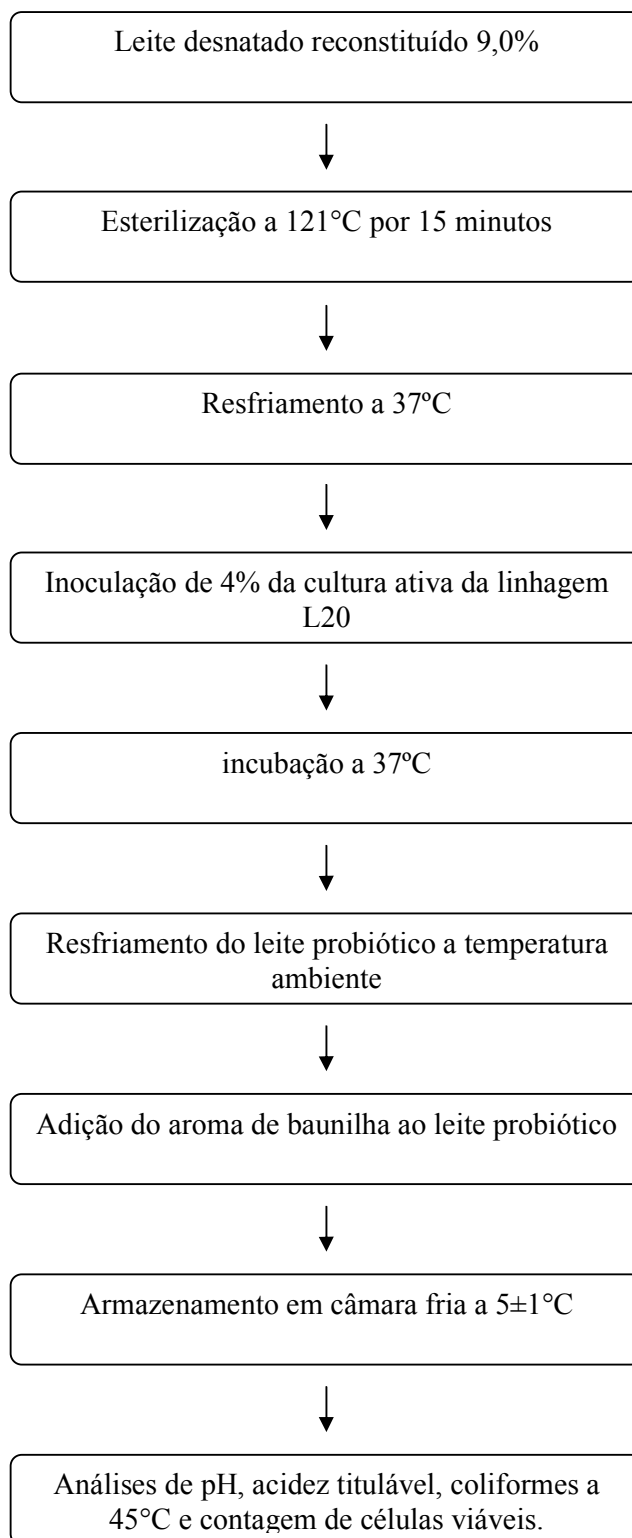 Leite desnatado reconstituído 9,0%
Esterilização a 121°C por 15 minutos
Resfriamento a 37ºC
Inoculação de 4% da cultura ativa da linhagem
L20
incubação a 37ºC
Resfriamento do leite probiótico a temperatura
ambiente
Adição do aroma de baunilha ao leite probiótico
Armazenamento em câmara fria a 5±1°C
Análises de pH, acidez titulável, coliformes a
45°C e contagem de células viáveis.